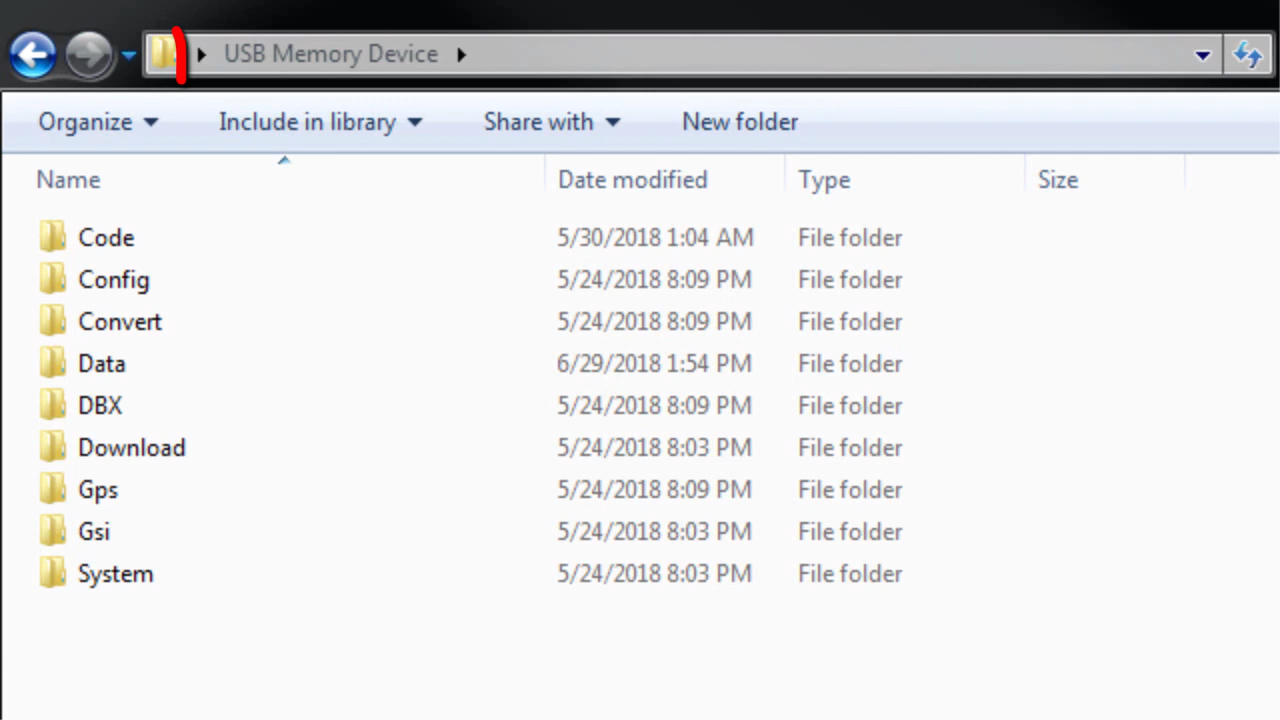 USB Memory Device
Organize Include in library Share with New folder
Name Date modified Type Size
Code 5/30/2018 1:04 AM File folder
Config 5/24/2018 8:09 PM File folder
Convert 5/24/2018 8:09 PM File folder
Data 6/29/2018 1:54 PM File folder
DBX 5/24/2018 8:09 PM File folder
Download 5/24/2018 8:03 PM File folder
Gps 5/24/2018 8:09 PM File folder
Gsi 5/24/2018 8:03 PM File folder
System 5/24/2018 8:03 PM File folder